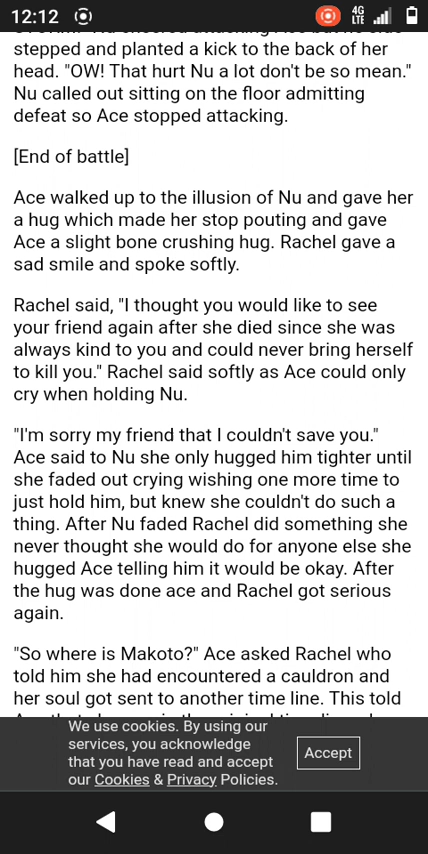 12:12
4G
LTE
stepped and planted a kick to the back of her
head. "OW! That hurt Nu a lot don't be so mean."
Nu called out sitting on the floor admitting
defeat so Ace stopped attacking.
[End of battle]
Ace walked up to the illusion of Nu and gave her
a hug which made her stop pouting and gave
Ace a slight bone crushing hug. Rachel gave a
sad smile and spoke softly.
Rachel said, "I thought you would like to see
your friend again after she died since she was
always kind to you and could never bring herself
to kill you." Rachel said softly as Ace could only
cry when holding Nu.
"I'm sorry my friend that I couldn't save you."
Ace said to Nu she only hugged him tighter until
she faded out crying wishing one more time to
just hold him, but knew she couldn't do such a
thing. After Nu faded Rachel did something she
never thought she would do for anyone else she
hugged Ace telling him it would be okay. After
the hug was done ace and Rachel got serious
again.
"So where is Makoto?" Ace asked Rachel who
told him she had encountered a cauldron and
her soul got sent to another time line. This told
We use cookies. By using our
services, you acknowledge
that you have read and accept
our Cookies & Privacy Policies.
Accept